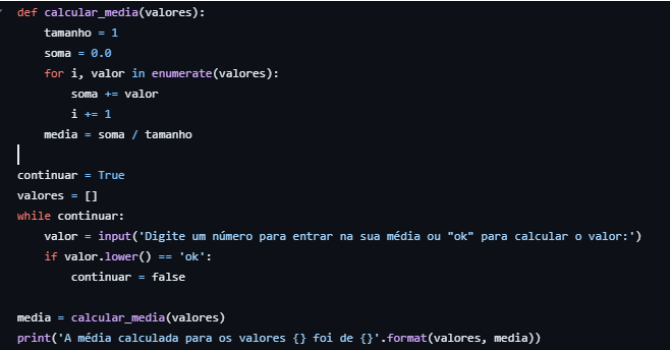 def calcular_media(valores):
    tamanho = 1
    soma = 0.0
    for i, valor in enumerate(valores):
        soma += valor
        i += 1
    media = soma / tamanho

continuar = True
valores = []
while continuar:
    valor = input('Digite um número para entrar na sua média ou "ok" para calcular o valor:')
    if valor.lower() == 'ok':
        continuar = false

media = calcular_media(valores)
print('A média calculada para os valores {} foi de {}'.format(valores, media))